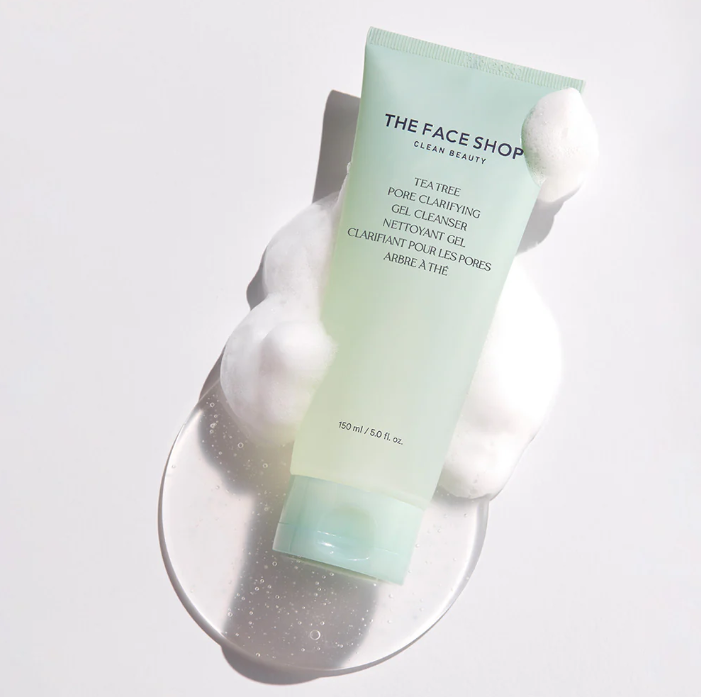 THE FACE SHOP
CLEAN BEAUTY
TEA TREE
PORE CLARIFYING
GEL CLEANSER
NETTOYANT GEL
CLARIFIANT POUR LES PORES
ARBRE À THÉ
150 ml / 5.0 fl. oz.